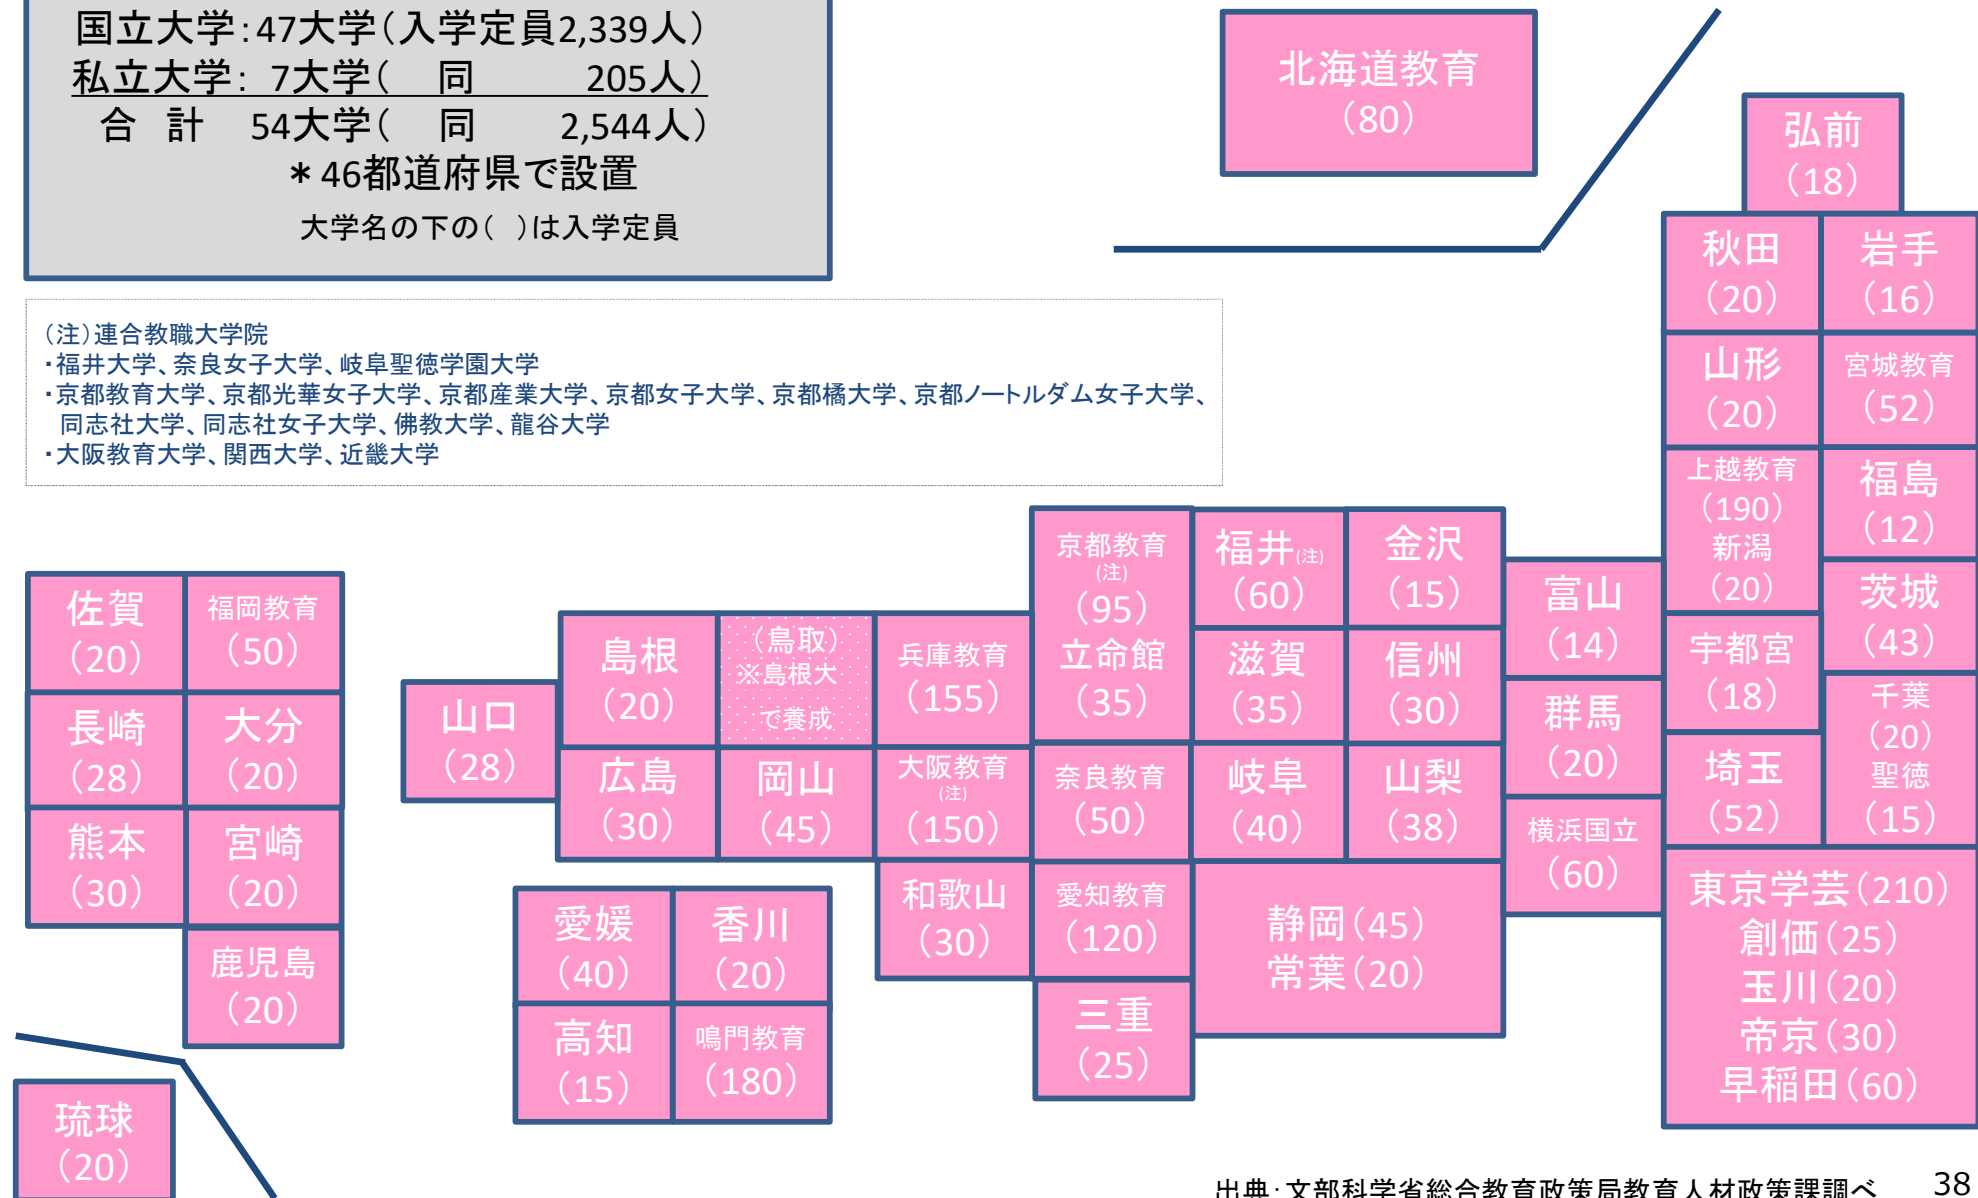 国立大学：47大学（入学定員2,339人）
私立大学： 7大学（ 同 205人）
合 計 54大学（ 同 2,544人）
＊46都道府県で設置
大学名の下の（ ）は入学定員
（注）連合教職大学院
・福井大学、奈良女子大学、岐阜聖徳学園大学
・京都教育大学、京都光華女子大学、京都産業大学、京都女子大学、京都橘大学、京都ノートルダム女子大学、
同志社大学、同志社女子大学、佛教大学、龍谷大学
・大阪教育大学、関西大学、近畿大学
北海道教育
（80）
弘前
（18）
秋田
（20）
岩手
（16）
山形
（20）
宮城教育
（52）
上越教育
（190）
新潟
（20）
福島
（12）
茨城
（43）
宇都宮
（18）
千葉
（20）
聖徳
（15）
埼玉
（52）
東京学芸（210）
創価（25）
玉川（20）
帝京（30）
早稲田（60）
富山
（14）
群馬
（20）
横浜国立
（60）
金沢
（15）
信州
（30）
山梨
（38）
福井(注)
（60）
滋賀
（35）
岐阜
（40）
静岡（45）
常葉（20）
京都教育
(注)
（95）
立命館
（35）
奈良教育
（50）
愛知教育
（120）
三重
（25）
兵庫教育
（155）
大阪教育
(注)
（150）
和歌山
（30）
（鳥取）
※島根大
で養成
岡山
（45）
島根
（20）
広島
（30）
山口
（28）
愛媛
（40）
香川
（20）
高知
（15）
鳴門教育
（180）
佐賀
（20）
福岡教育
（50）
長崎
（28）
大分
（20）
熊本
（30）
宮崎
（20）
鹿児島
（20）
琉球
（20）
出典：文部科学省総合教育政策局教育人材政策課調べ
38